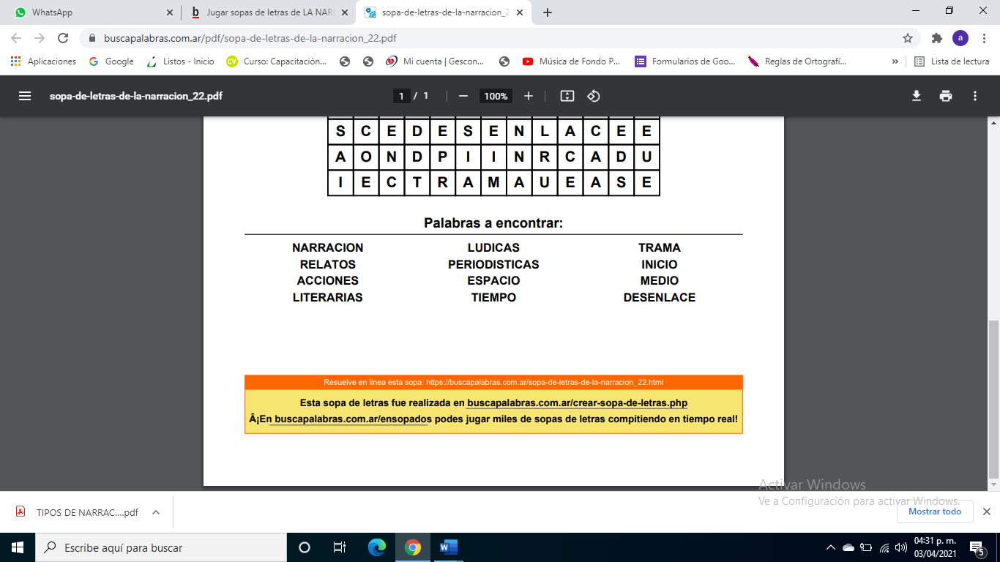 WhatsApp
Jugar sopas de letras de LA NAR
sopa-de-letras-de-la-narracion_2
buscapalabras.com.ar/pdf/sopa-de-letras-de-la-narracion_22.pdf
a
Aplicaciones
Google
Listos - Inicio
CV
Curso: Capacitación...
Mi cuenta | Gescon...
Música de Fondo P...
Formularios de Goo...
Reglas de Ortografí...
»
Lista de lectura
sopa-de-letras-de-la-narracion_22.pdf
1 / 1
100%
S C E D E S E N L A C E E
A O N D P I I N R C A D U
I E C T R A M A U E A S E
Palabras a encontrar:
NARRACION LUDICAS TRAMA
RELATOS PERIODISTICAS INICIO
ACCIONES ESPACIO MEDIO
LITERARIAS TIEMPO DESENLACE
Resuelve en linea esta sopa: https://buscapalabras.com.ar/sopa-de-letras-de-la-narracion_22.html
Esta sopa de letras fue realizada en buscapalabras.com.ar/crear-sopa-de-letras.php
Â¡En buscapalabras.com.ar/ensopados podes jugar miles de sopas de letras compitiendo en tiempo real!
Activar Windows
Ve a Configuración para activar Windows.
TIPOS DE NARRAC....pdf
Mostrar todo
Escribe aquí para buscar
04:31 p. m.
03/04/2021
5